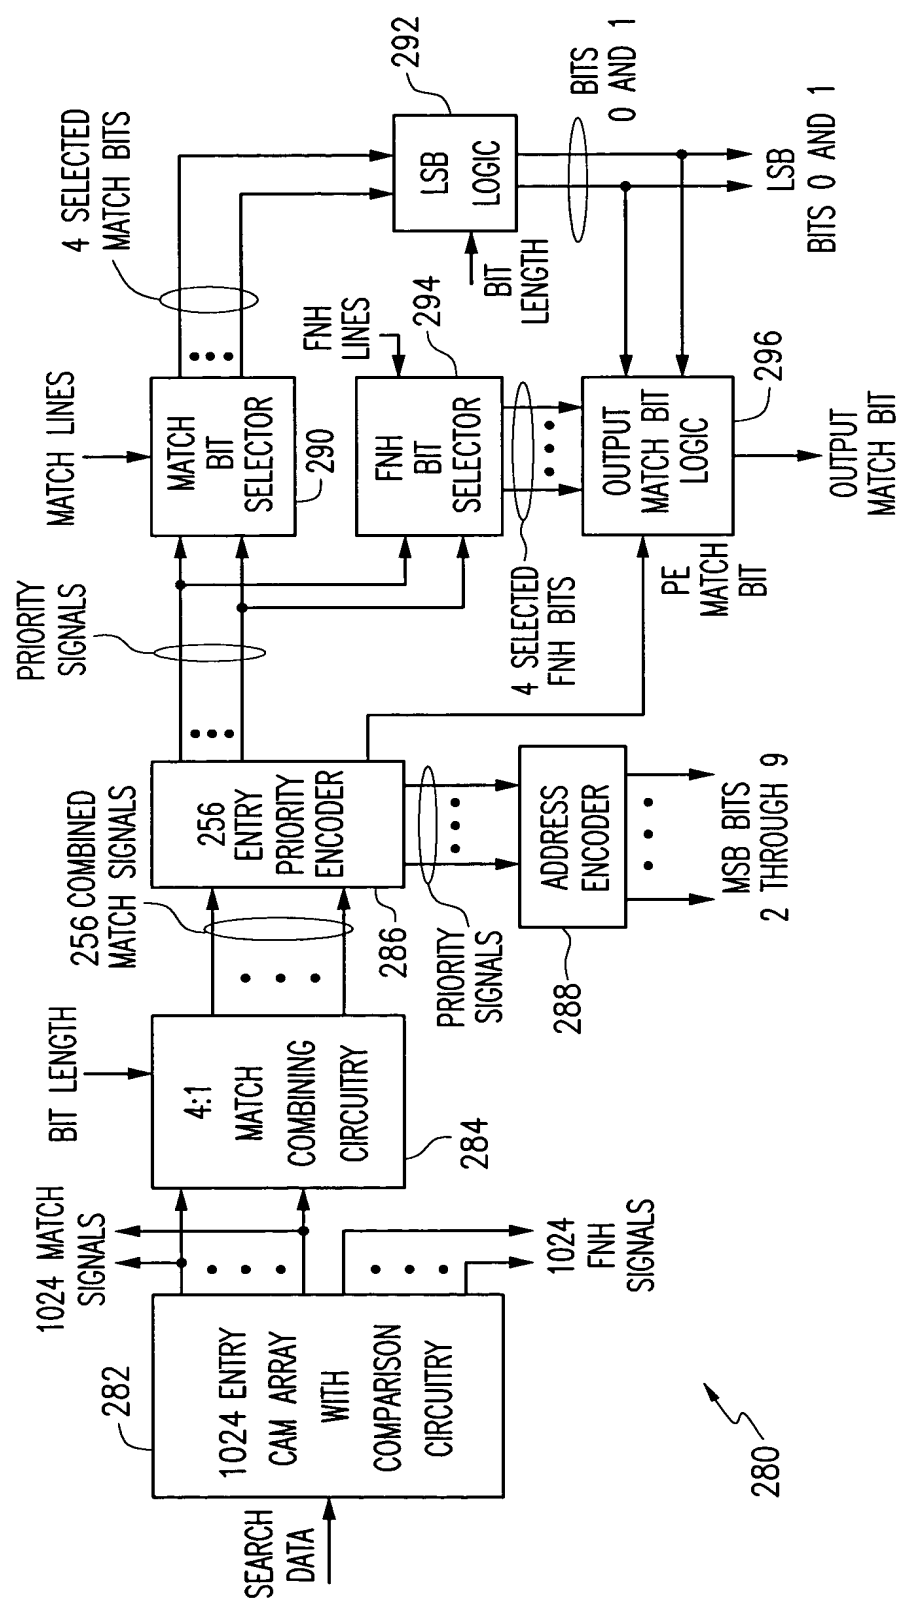 SEARCH
DATA
282
1024 ENTRY
CAM ARRAY
WITH
COMPARISON
CIRCUITRY
1024 MATCH
SIGNALS
1024
FNH
SIGNALS
BIT LENGTH
4:1
MATCH
COMBINING
CIRCUITRY
284
256 COMBINED
MATCH SIGNALS
256
ENTRY
PRIORITY
ENCODER
286
PRIORITY
SIGNALS
ADDRESS
ENCODER
288
MSB BITS
2 THROUGH 9
PRIORITY
SIGNALS
MATCH LINES
MATCH
BIT
SELECTOR
290
4 SELECTED
MATCH BITS
FNH
LINES
FNH
BIT
SELECTOR
294
4 SELECTED
FNH BITS
292
LSB
LOGIC
BIT
LENGTH
BITS
0 AND 1
LSB
BITS 0 AND 1
OUTPUT
MATCH BIT
LOGIC
296
PE
MATCH
BIT
OUTPUT
MATCH BIT
280